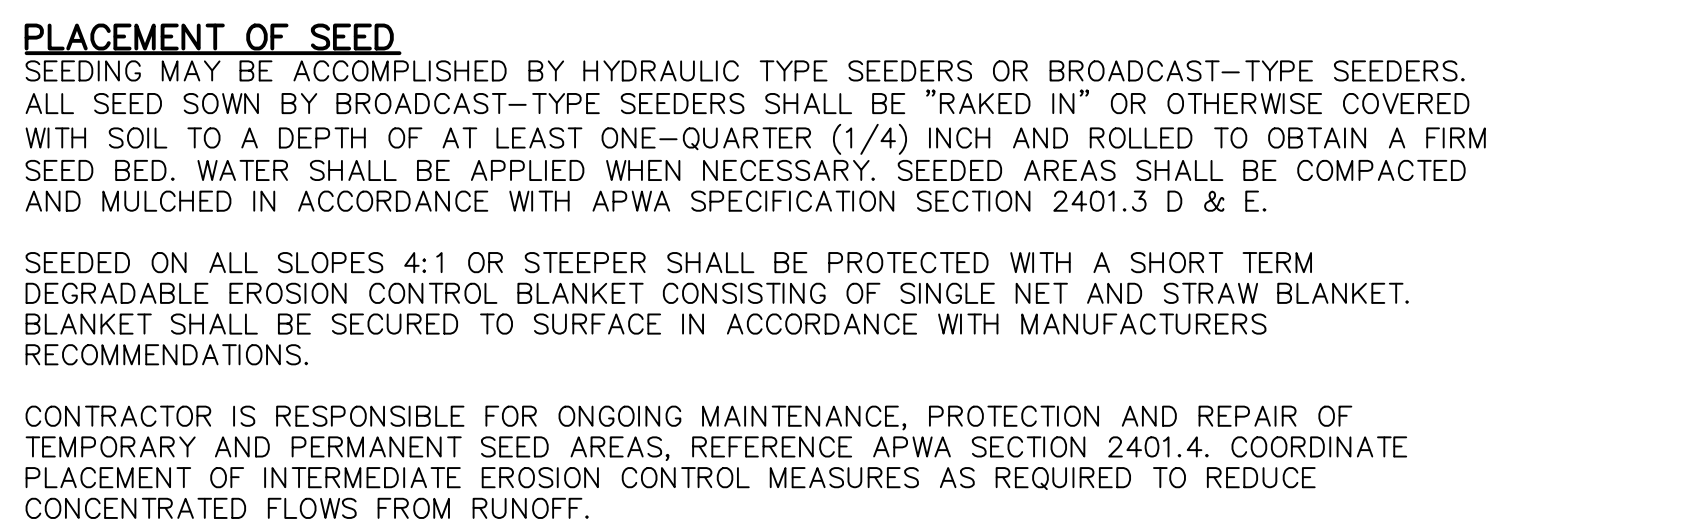 PLACEMENT OF SEED
SEEDING MAY BE ACCOMPLISHED BY HYDRAULIC TYPE SEEDERS OR BROADCAST-TYPE SEEDERS.
ALL SEED SOWN BY BROADCAST-TYPE SEEDERS SHALL BE "RAKED IN" OR OTHERWISE COVERED
WITH SOIL TO A DEPTH OF AT LEAST ONE-QUARTER (1/4) INCH AND ROLLED TO OBTAIN A FIRM
SEED BED. WATER SHALL BE APPLIED WHEN NECESSARY. SEEDED AREAS SHALL BE COMPACTED
AND MULCHED IN ACCORDANCE WITH APWA SPECIFICATION SECTION 2401.3 D & E.
SEEDED ON ALL SLOPES 4:1 OR STEEPER SHALL BE PROTECTED WITH A SHORT TERM
DEGRADABLE EROSION CONTROL BLANKET CONSISTING OF SINGLE NET AND STRAW BLANKET.
BLANKET SHALL BE SECURED TO SURFACE IN ACCORDANCE WITH MANUFACTURERS
RECOMMENDATIONS.
CONTRACTOR IS RESPONSIBLE FOR ONGOING MAINTENANCE, PROTECTION AND REPAIR OF
TEMPORARY AND PERMANENT SEED AREAS, REFERENCE APWA SECTION 2401.4. COORDINATE
PLACEMENT OF INTERMEDIATE EROSION CONTROL MEASURES AS REQUIRED TO REDUCE
CONCENTRATED FLOWS FROM RUNOFF.